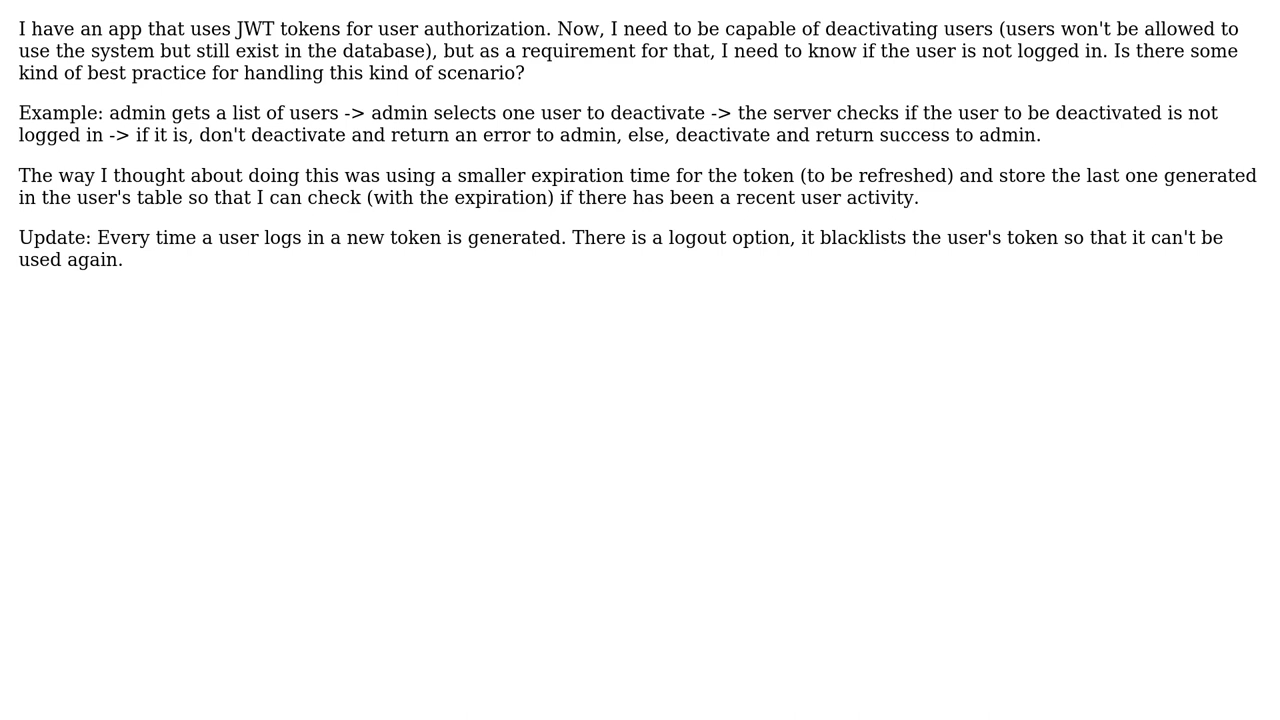 I have an app that uses JWT tokens for user authorization. Now, I need to be capable of deactivating users (users won't be allowed to
use the system but still exist in the database), but as a requirement for that, I need to know if the user is not logged in. Is there some
kind of best practice for handling this kind of scenario?
Example: admin gets a list of users -> admin selects one user to deactivate -> the server checks if the user to be deactivated is not
logged in -> if it is, don't deactivate and return an error to admin, else, deactivate and return success to admin.
The way I thought about doing this was using a smaller expiration time for the token (to be refreshed) and store the last one generated
in the user's table so that I can check (with the expiration) if there has been a recent user activity.
Update: Every time a user logs in a new token is generated. There is a logout option, it blacklists the user's token so that it can't be
used again.